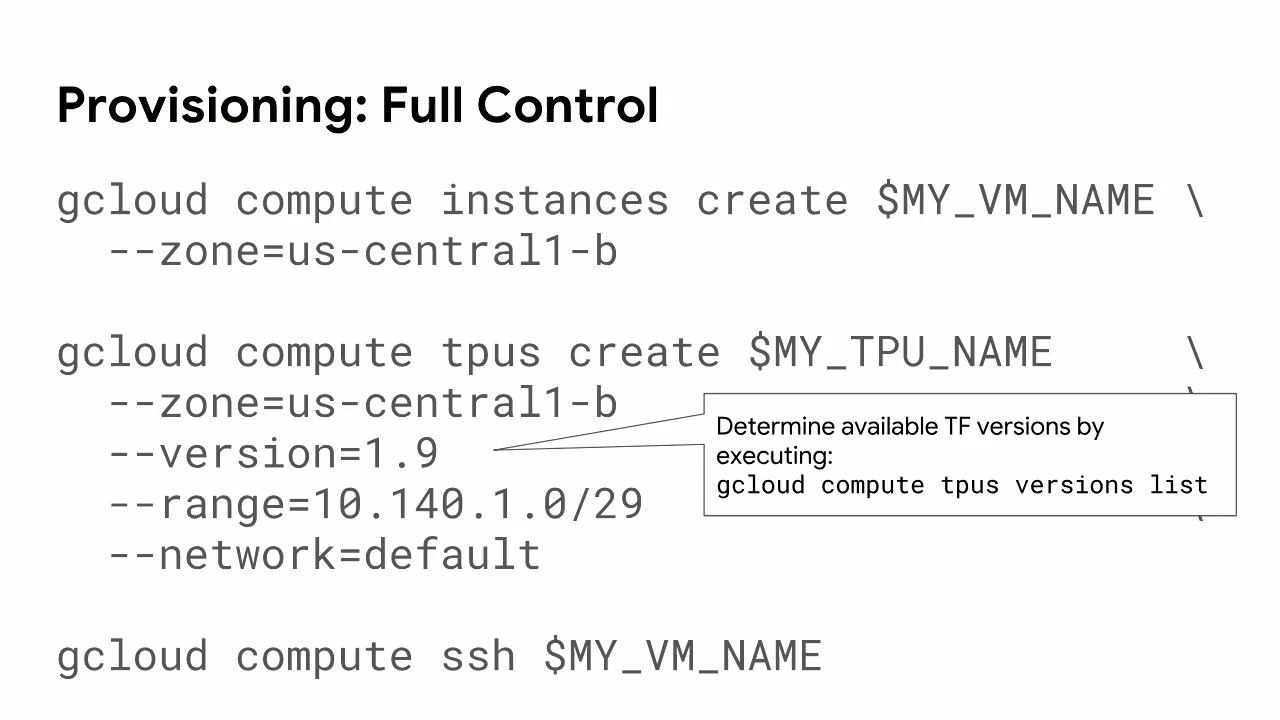 Provisioning: Full Control
gcloud compute instances create $MY_VM_NAME \
--zone=us-central1-b
gcloud compute tpus create $MY_TPU_NAME \
--zone=us-central1-b \
--version=1.9
--range=10.140.1.0/29 \
--network=default
Determine available TF versions by
executing:
gcloud compute tpus versions list
gcloud compute ssh $MY_VM_NAME